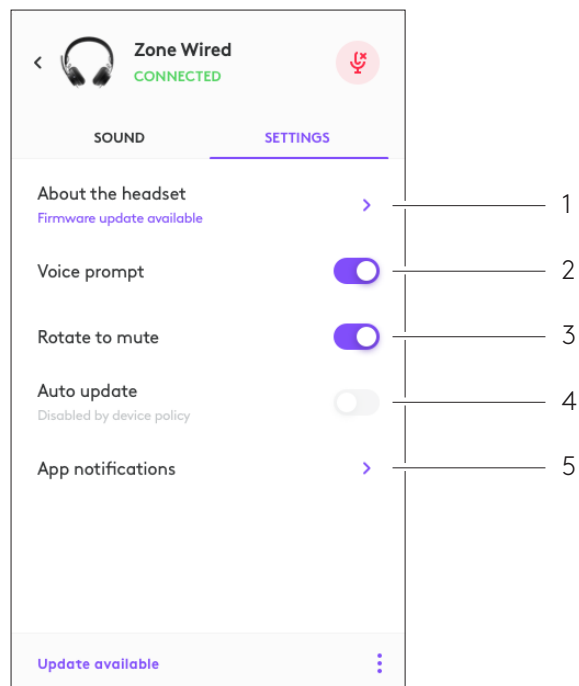 Zone Wired
CONNECTED
SOUND SETTINGS
About the headset
Firmware update available
1
Voice prompt
2
Rotate to mute
3
Auto update
Disabled by device policy
4
App notifications
5
Update available